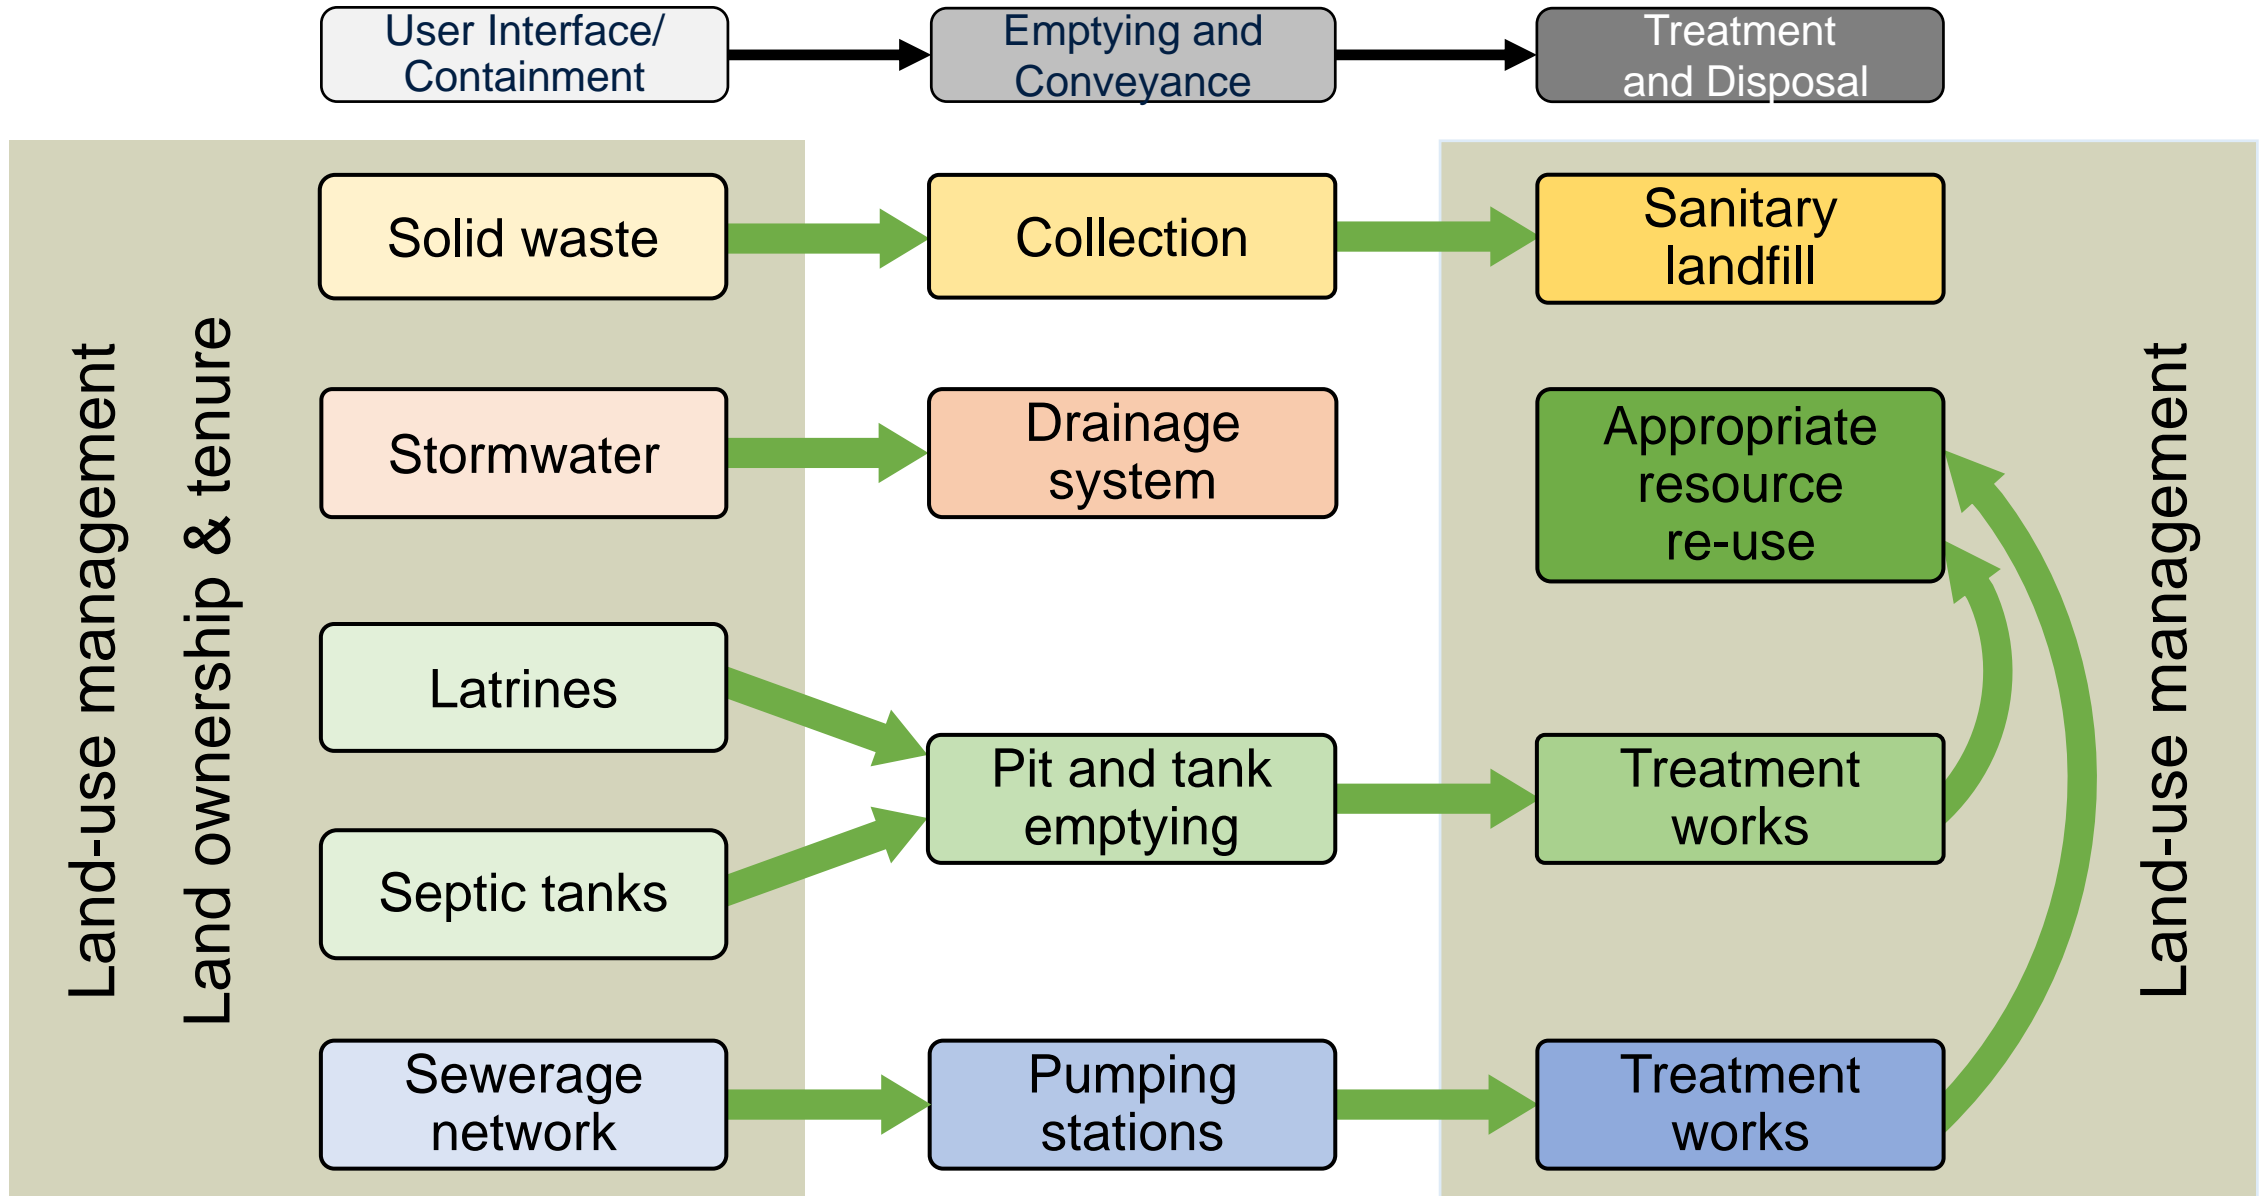 User Interface/
Containment
Emptying and
Conveyance
Treatment
and Disposal
Land-use management
Land ownership & tenure
Solid waste
Collection
Sanitary
landfill
Stormwater
Drainage
system
Appropriate
resource
re-use
Latrines
Septic tanks
Pit and tank
emptying
Treatment
works
Sewerage
network
Pumping
stations
Treatment
works
Land-use management